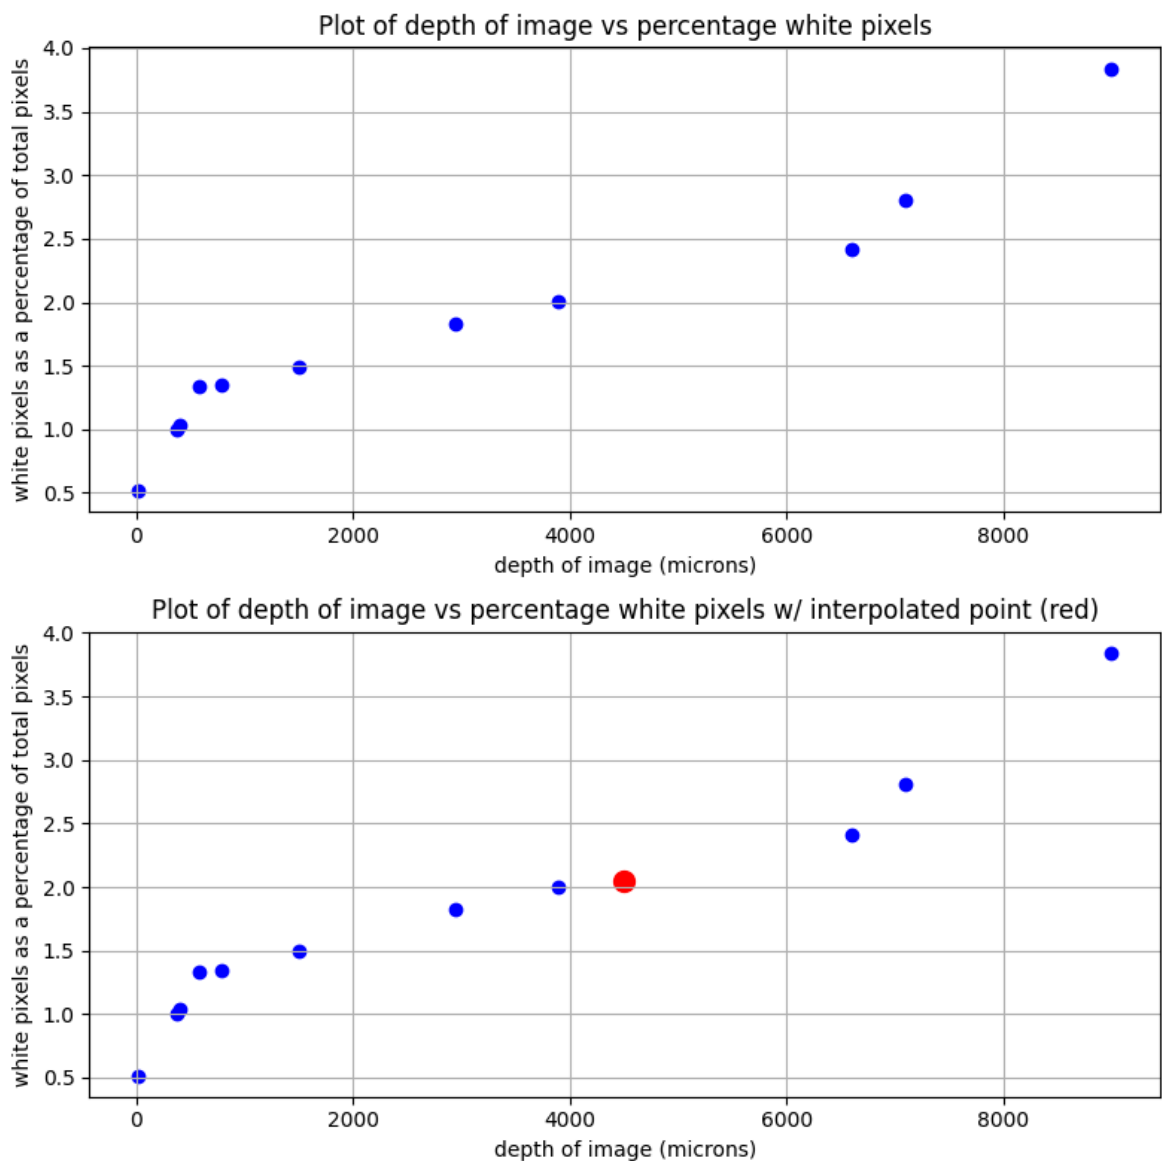 Plot of depth of image vs percentage white pixels
white pixels as a percentage of total pixels
4.0
3.5
3.0
2.5
2.0
1.5
1.0
0.5
0 2000 4000 6000 8000
depth of image (microns)
Plot of depth of image vs percentage white pixels w/ interpolated point (red)
white pixels as a percentage of total pixels
4.0
3.5
3.0
2.5
2.0
1.5
1.0
0.5
0 2000 4000 6000 8000
depth of image (microns)